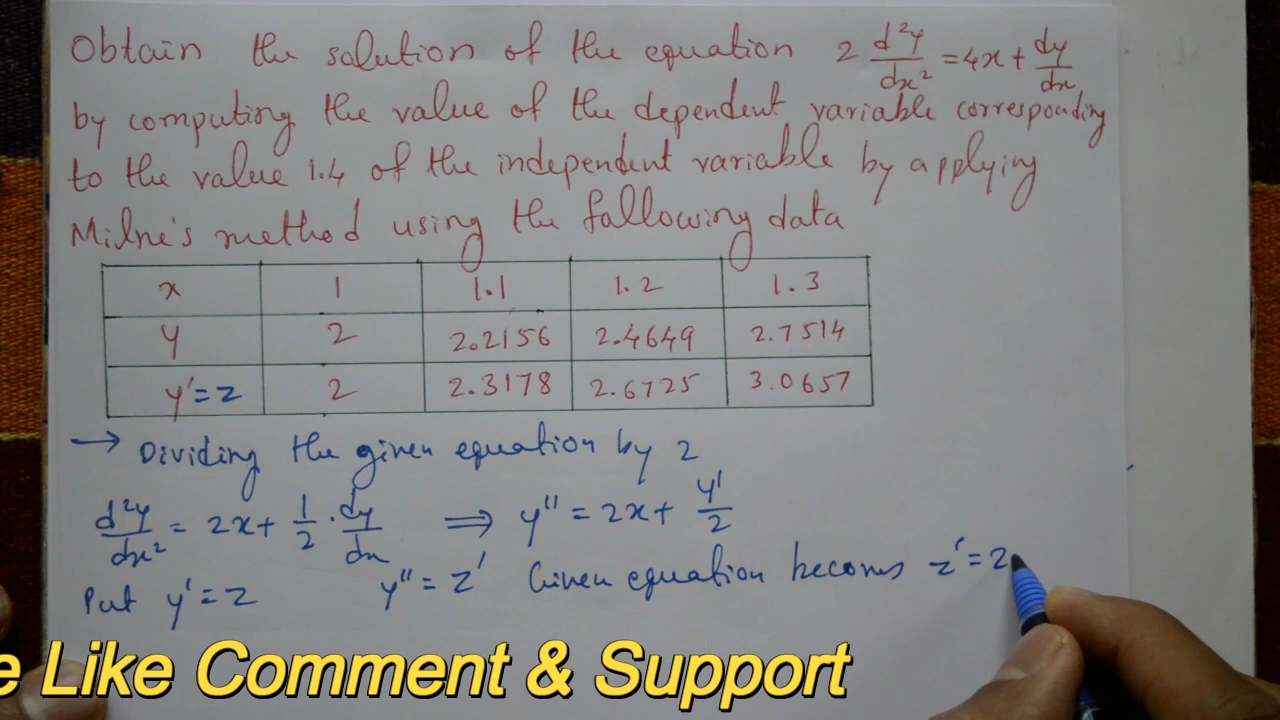 Obtain the solution of the equation 2 d²y/dx² = 4x + dy/dx
by computing the value of the dependent variable corresponding
to the value 1.4 of the independent variable by applying
Milne's method using the following data
x 1 1.1 1.2 1.3
y 2 2.2156 2.4649 2.7514
y' = z 2 2.3178 2.6725 3.0657
→ Dividing the given equation by 2
d²y/dx² = 2x + 1/2 · dy/dx ⇒ y'' = 2x + y'/2
Put y' = z y'' = z' Given equation becomes z' = 2
e Like Comment & Support